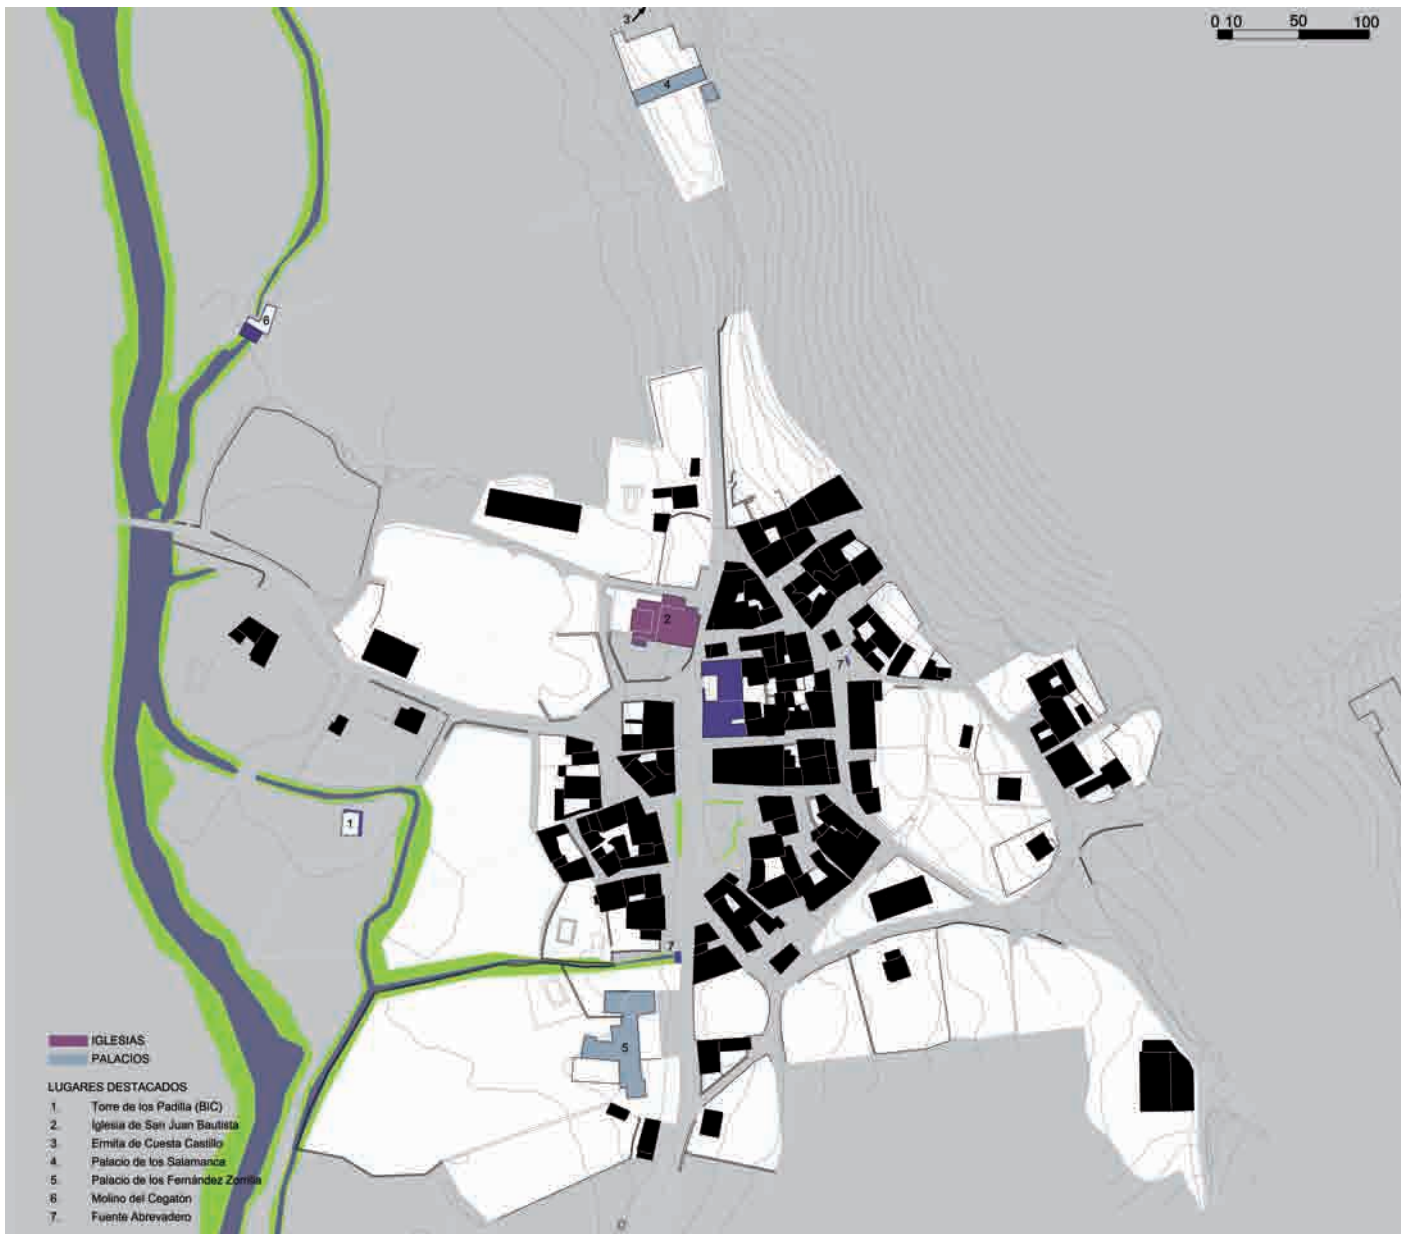 3
0 10 50 100
4
6
2
7
1
7
5
IGLESIAS
PALACIOS
LUGARES DESTACADOS
1. Torre de los Padilla (BIC)
2. Iglesia de San Juan Bautista
3. Ermita de Cuesta Castillo
4. Palacio de los Salamanca
5. Palacio de los Fernández Zorrilla
6. Molino del Cegatón
7. Fuente Abrevadero